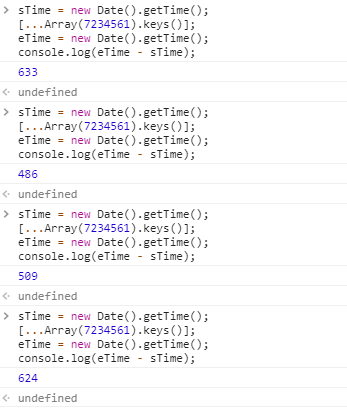 > sTime = new Date().getTime();
[...Array(7234561).keys()];
eTime = new Date().getTime();
console.log(eTime - sTime);
633
<· undefined
> sTime = new Date().getTime();
[...Array(7234561).keys()];
eTime = new Date().getTime();
console.log(eTime - sTime);
486
<· undefined
> sTime = new Date().getTime();
[...Array(7234561).keys()];
eTime = new Date().getTime();
console.log(eTime - sTime);
509
<· undefined
> sTime = new Date().getTime();
[...Array(7234561).keys()];
eTime = new Date().getTime();
console.log(eTime - sTime);
624
<· undefined